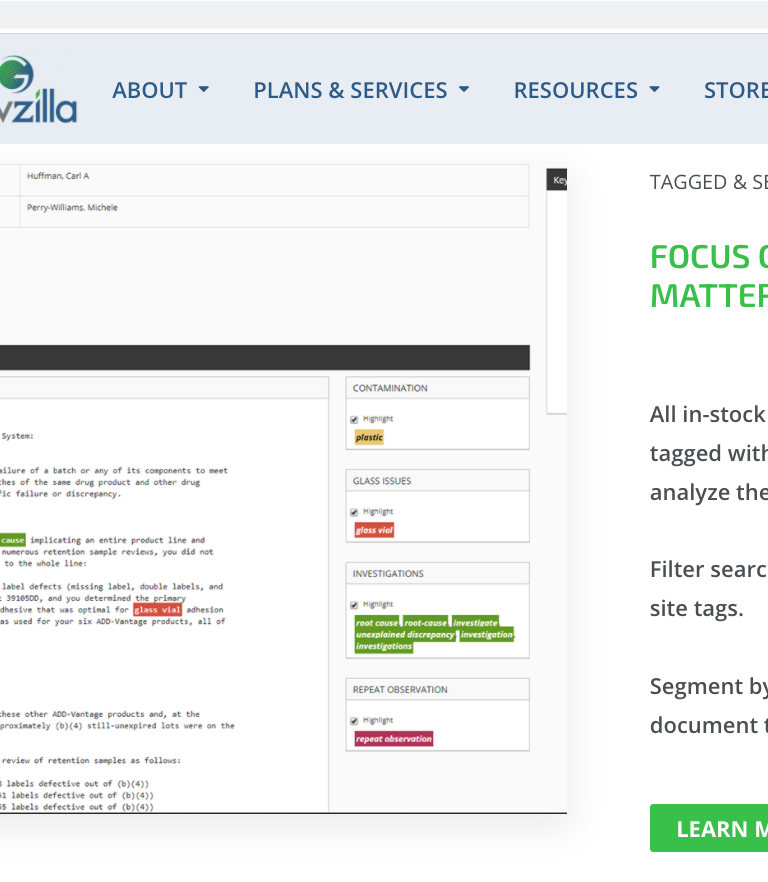 zilla
ABOUT
PLANS & SERVICES
RESOURCES
STORE
Huffman, Carl A
Perry-Williams, Michele
Key
System:
ailure of a batch or any of its components to meet
ches of the same drug product and other drug
fic failure or discrepancy.
cause implicating an entire product line and
numerous retention sample reviews, you did not
to the whole line:
label defects (missing label, double labels, and
39105DD, and you determined the primary
dhesive that was optimal for glass vial adhesion
as used for your six ADD-Vantage products, all of
these other ADD-Vantage products and, at the
proximately (b)(4) still-unexpired lots were on the
review of retention samples as follows:
labels defective out of (b)(4))
51 labels defective out of (b)(4))
55 labels defective out of (b)(4))
CONTAMINATION
Highlight
plastic
GLASS ISSUES
Highlight
glass vial
INVESTIGATIONS
Highlight
root cause root-cause investigate
unexplained discrepancy investigation
investigations
REPEAT OBSERVATION
Highlight
repeat observation
TAGGED & SE
FOCUS
MATTER
All in-stock
tagged with
analyze the
Filter searc
site tags.
Segment by
document t
LEARN M